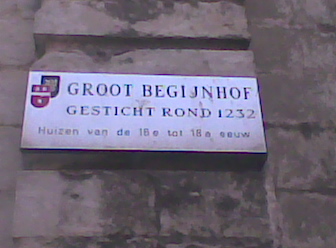 GROOT BEGIJNHOF
GESTICHT ROND 1232
Huizen van de 16e tot 18e eeuw